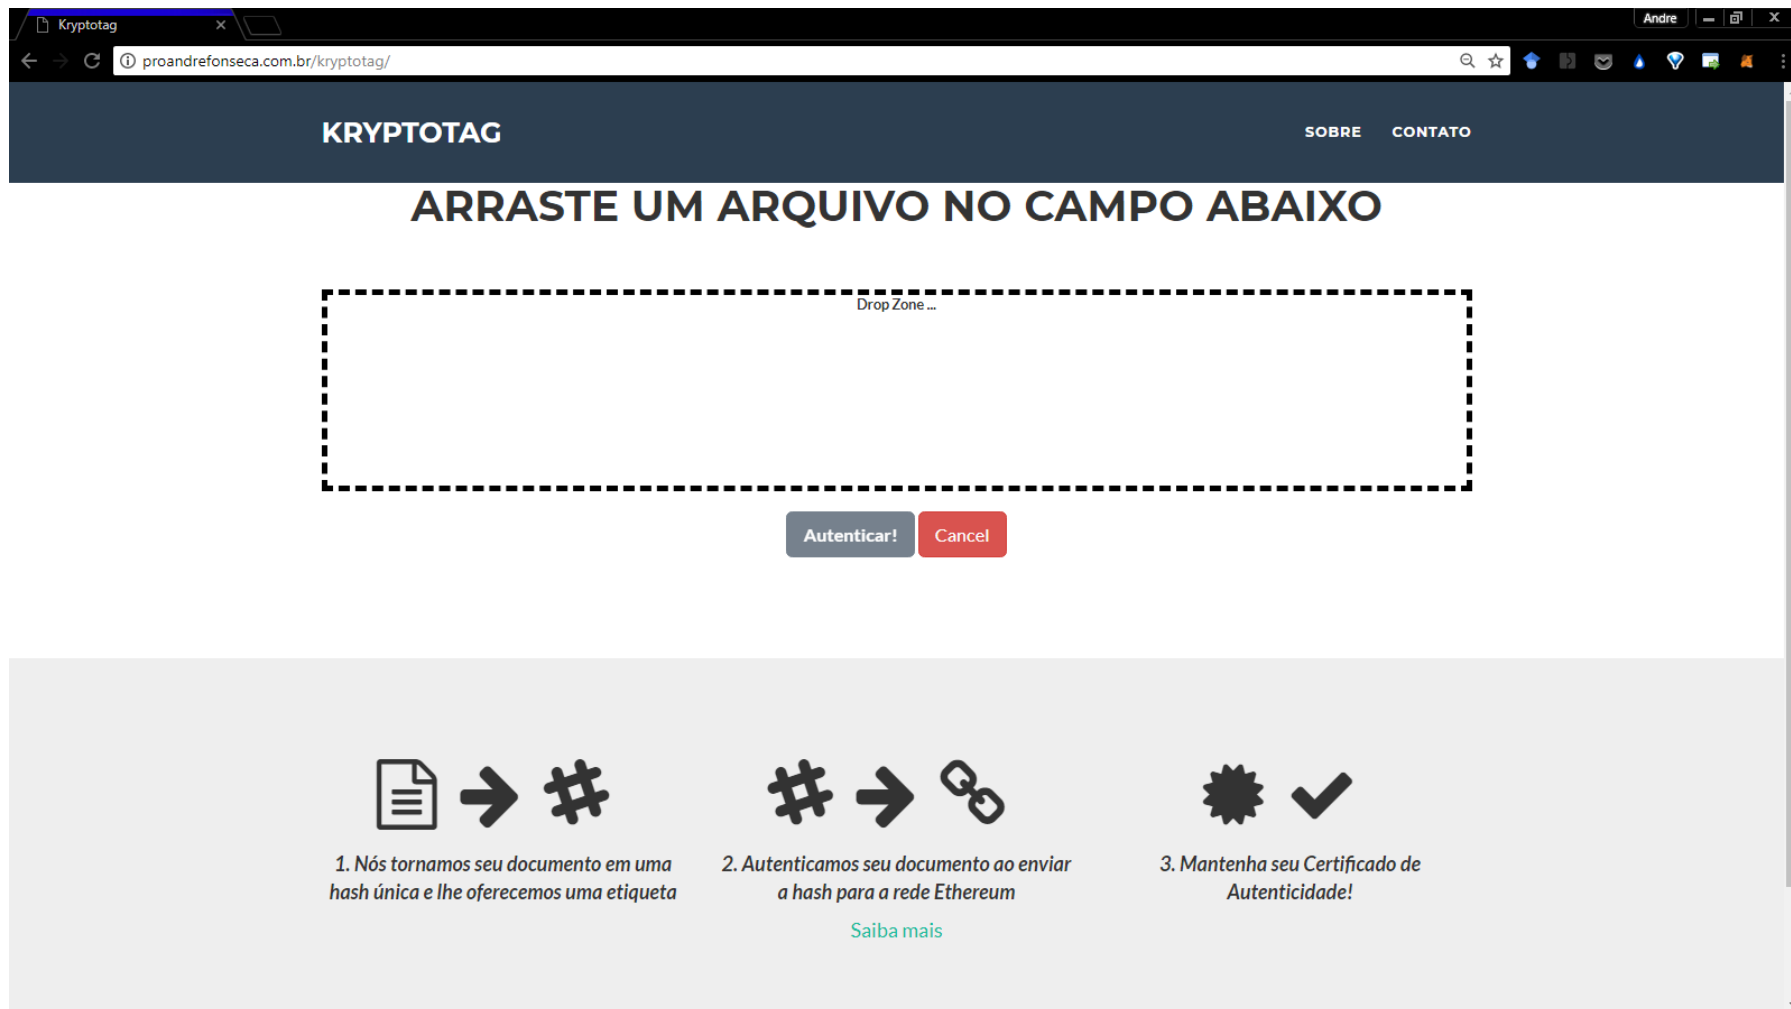 Kryptotag
Andre
proandrefonseca.com.br/kryptotag/
KRYPTOTAG
SOBRE CONTATO
ARRASTE UM ARQUIVO NO CAMPO ABAIXO
Drop Zone ...
Autenticar! Cancel
1. Nós tornamos seu documento em uma
hash única e lhe oferecemos uma etiqueta
2. Autenticamos seu documento ao enviar
a hash para a rede Ethereum
Saiba mais
3. Mantenha seu Certificado de
Autenticidade!